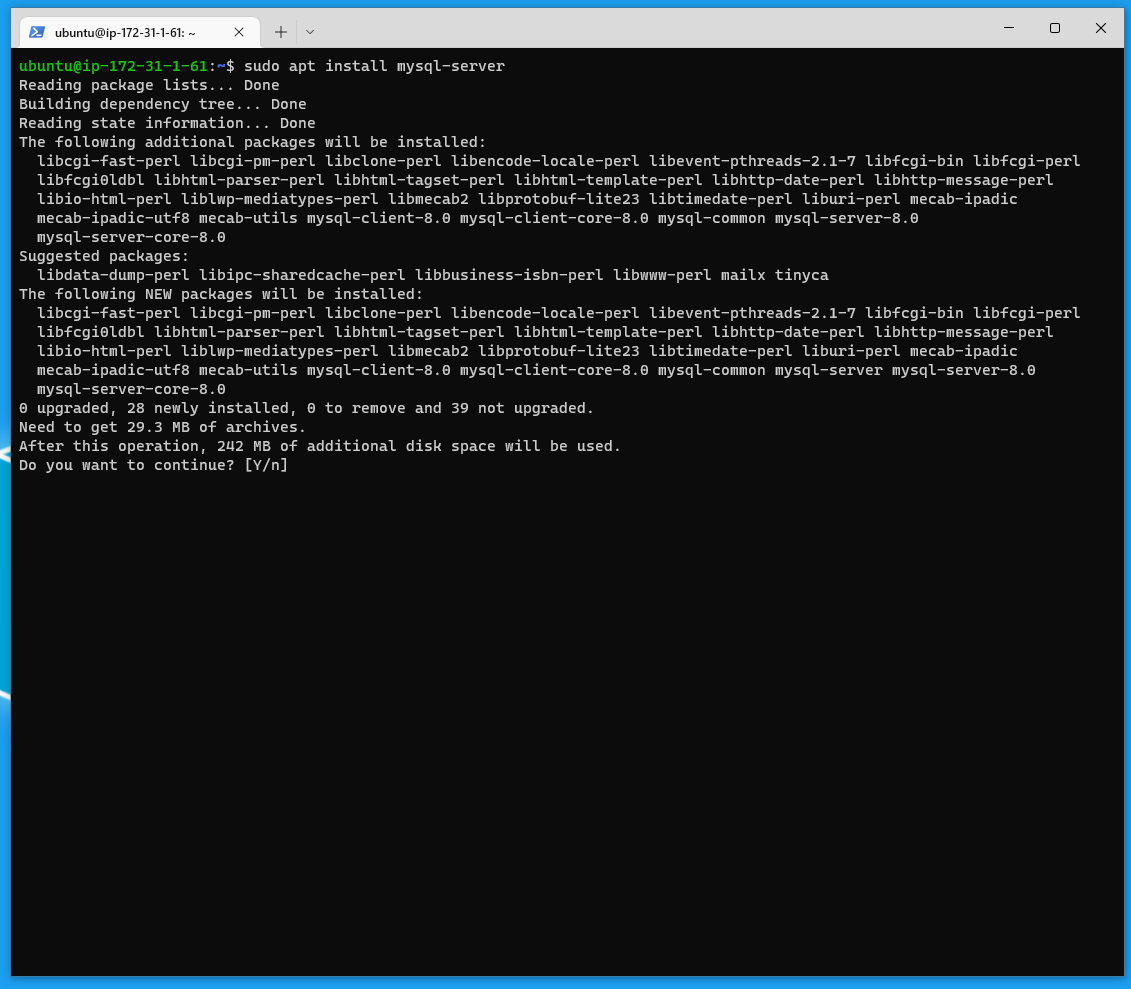 ubuntu@ip-172-31-1-61: ~
ubuntu@ip-172-31-1-61:~$ sudo apt install mysql-server
Reading package lists... Done
Building dependency tree... Done
Reading state information... Done
The following additional packages will be installed:
  libcgi-fast-perl libcgi-pm-perl libclone-perl libencode-locale-perl libevent-pthreads-2.1-7 libfcgi-bin libfcgi-perl
  libfcgi0ldbl libhtml-parser-perl libhtml-tagset-perl libhtml-template-perl libhttp-date-perl libhttp-message-perl
  libio-html-perl liblwp-mediatypes-perl libmecab2 libprotobuf-lite23 libtimedate-perl liburi-perl mecab-ipadic
  mecab-ipadic-utf8 mecab-utils mysql-client-8.0 mysql-client-core-8.0 mysql-common mysql-server-8.0
  mysql-server-core-8.0
Suggested packages:
  libdata-dump-perl libipc-sharedcache-perl libbusiness-isbn-perl libwww-perl mailx tinyca
The following NEW packages will be installed:
  libcgi-fast-perl libcgi-pm-perl libclone-perl libencode-locale-perl libevent-pthreads-2.1-7 libfcgi-bin libfcgi-perl
  libfcgi0ldbl libhtml-parser-perl libhtml-tagset-perl libhtml-template-perl libhttp-date-perl libhttp-message-perl
  libio-html-perl liblwp-mediatypes-perl libmecab2 libprotobuf-lite23 libtimedate-perl liburi-perl mecab-ipadic
  mecab-ipadic-utf8 mecab-utils mysql-client-8.0 mysql-client-core-8.0 mysql-common mysql-server mysql-server-8.0
  mysql-server-core-8.0
0 upgraded, 28 newly installed, 0 to remove and 39 not upgraded.
Need to get 29.3 MB of archives.
After this operation, 242 MB of additional disk space will be used.
Do you want to continue? [Y/n]